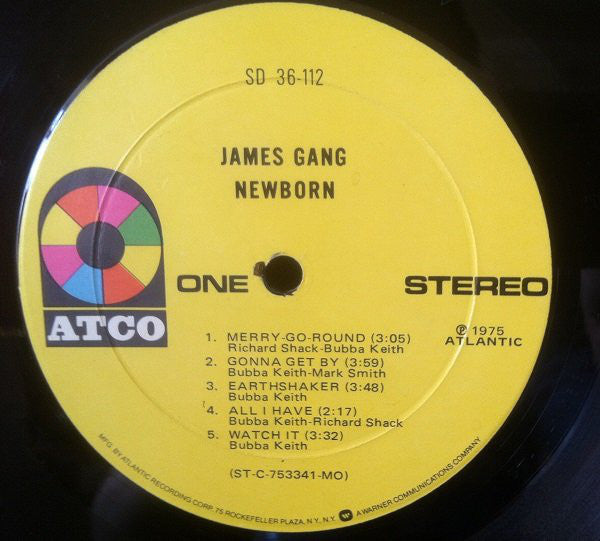 SD 36-112
JAMES GANG
NEWBORN
ATCO
ONE
STEREO
℗ 1975
ATLANTIC
1. MERRY-GO-ROUND (3:05)
Richard Shack-Bubba Keith
2. GONNA GET BY (3:59)
Bubba Keith-Mark Smith
3. EARTHSHAKER (3:48)
Bubba Keith
4. ALL I HAVE (2:17)
Bubba Keith-Richard Shack
5. WATCH IT (3:32)
Bubba Keith
(ST-C-753341-MO)
MFG. BY ATLANTIC RECORDING CORP. 75 ROCKEFELLER PLAZA, N.Y., N.Y. W A WARNER COMMUNICATIONS COMPANY